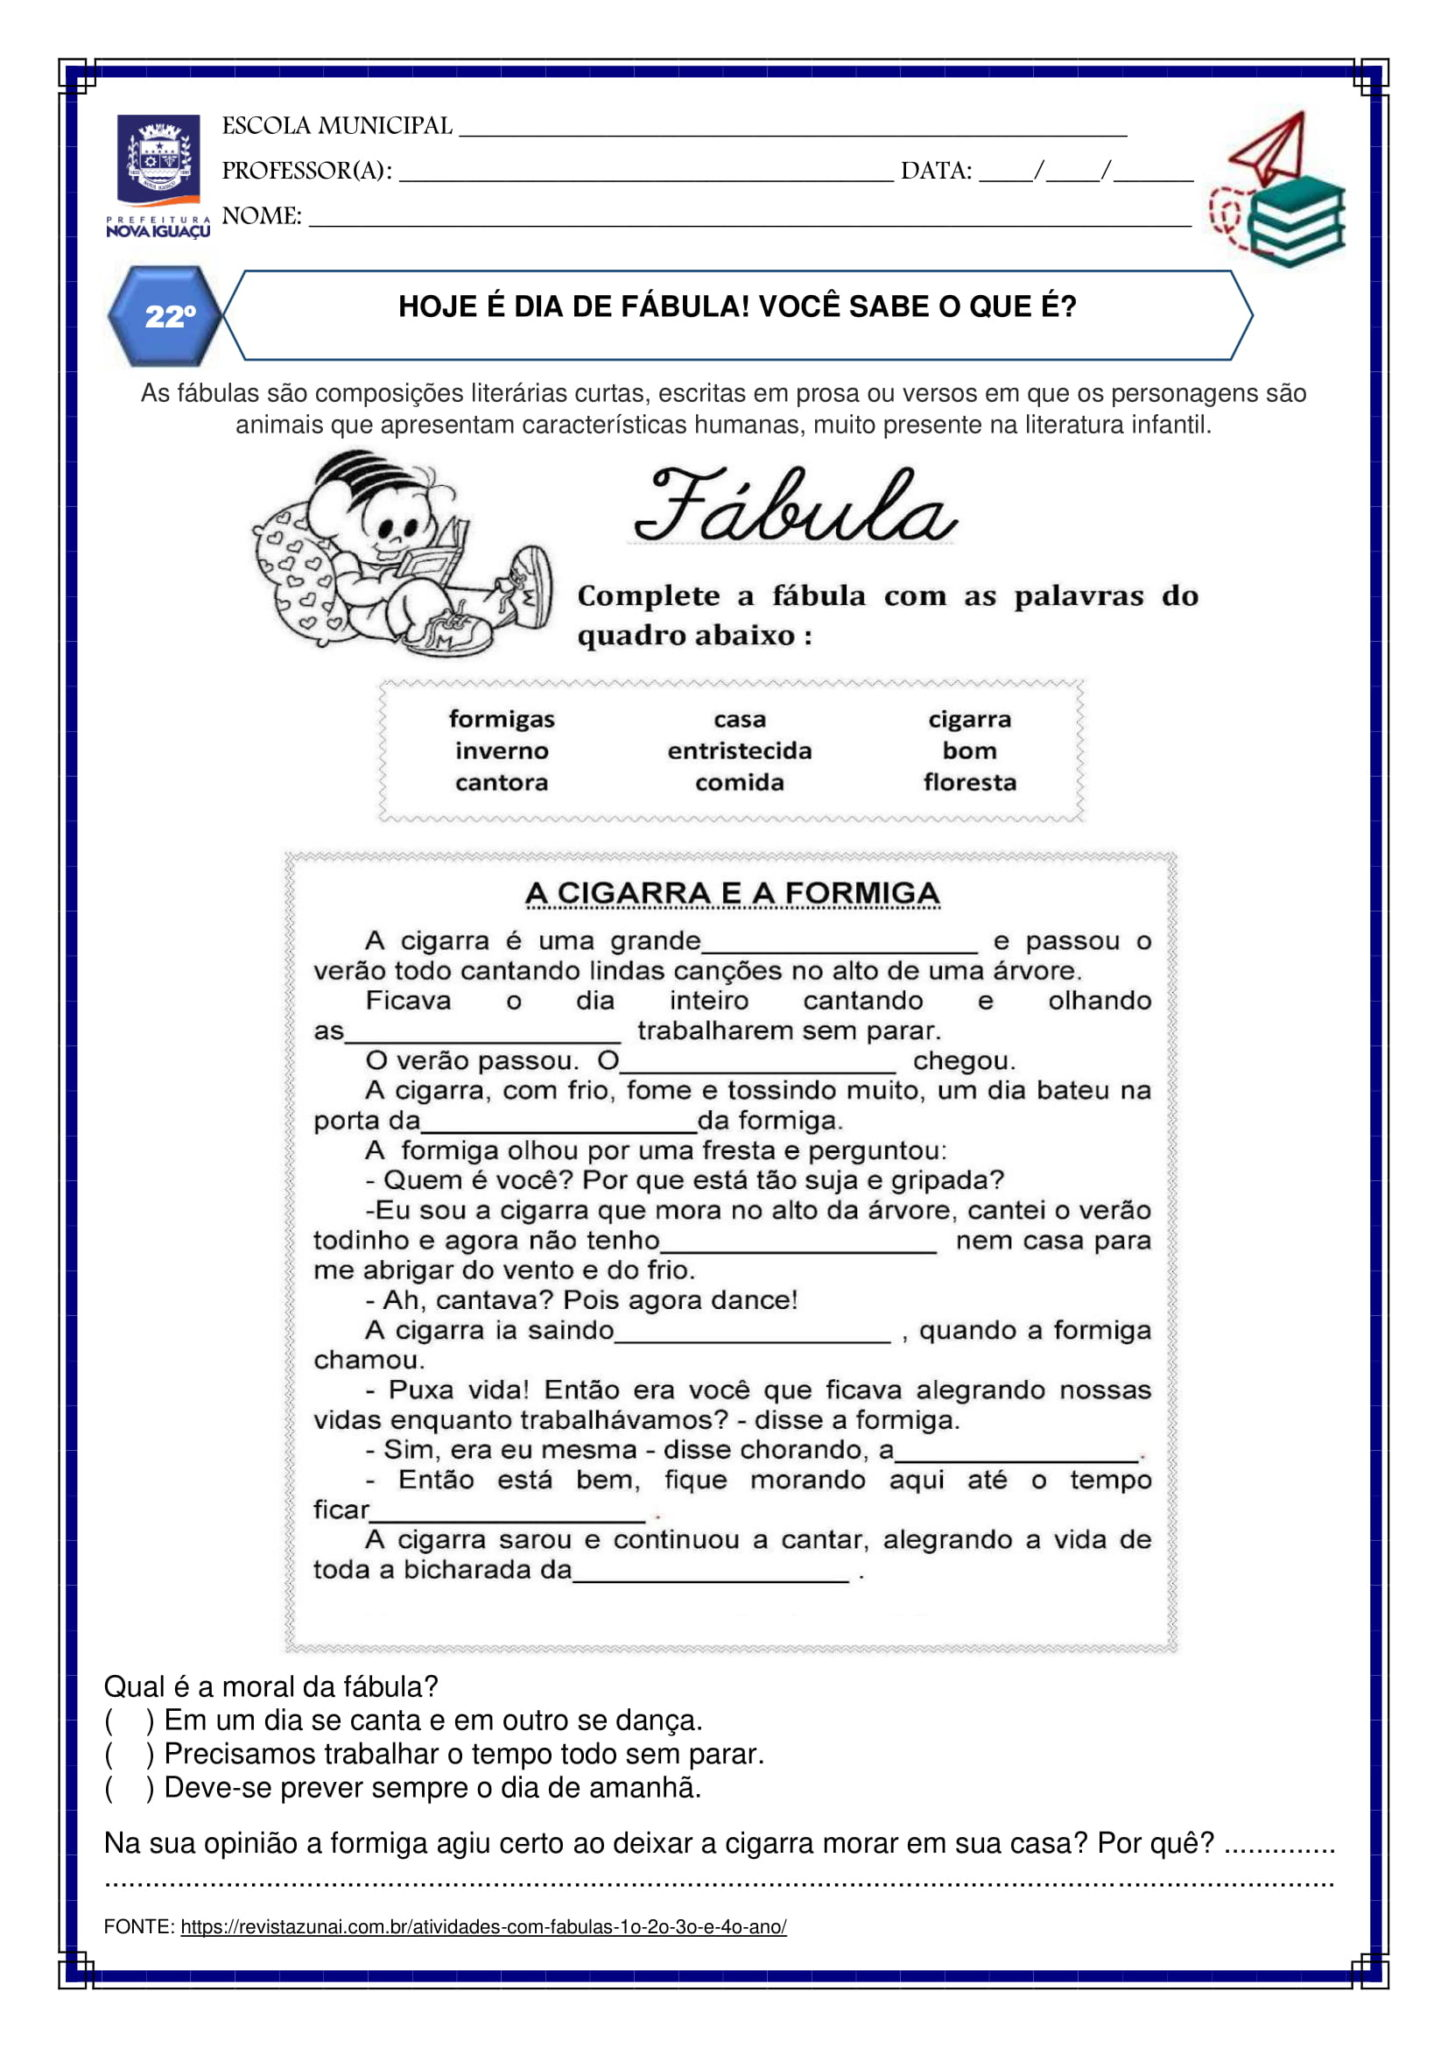 ESCOLA MUNICIPAL ______________________________________________
PROFESSOR(A): __________________________________ DATA: ____/____/______
NOME: _____________________________________________________________
PREFEITURA
NOVA IGUAÇU
22º
HOJE É DIA DE FÁBULA! VOCÊ SABE O QUE É?
As fábulas são composições literárias curtas, escritas em prosa ou versos em que os personagens são
animais que apresentam características humanas, muito presente na literatura infantil.
Fábula
Complete a fábula com as palavras do
quadro abaixo :
formigas casa cigarra
inverno entristecida bom
cantora comida floresta
A CIGARRA E A FORMIGA
A cigarra é uma grande__________________ e passou o
verão todo cantando lindas canções no alto de uma árvore.
Ficava o dia inteiro cantando e olhando
as__________________ trabalharem sem parar.
O verão passou. O__________________ chegou.
A cigarra, com frio, fome e tossindo muito, um dia bateu na
porta da__________________da formiga.
A formiga olhou por uma fresta e perguntou:
- Quem é você? Por que está tão suja e gripada?
-Eu sou a cigarra que mora no alto da árvore, cantei o verão
todinho e agora não tenho__________________ nem casa para
me abrigar do vento e do frio.
- Ah, cantava? Pois agora dance!
A cigarra ia saindo__________________ , quando a formiga
chamou.
- Puxa vida! Então era você que ficava alegrando nossas
vidas enquanto trabalhávamos? - disse a formiga.
- Sim, era eu mesma - disse chorando, a________________.
- Então está bem, fique morando aqui até o tempo
ficar__________________ .
A cigarra sarou e continuou a cantar, alegrando a vida de
toda a bicharada da__________________ .
Qual é a moral da fábula?
( ) Em um dia se canta e em outro se dança.
( ) Precisamos trabalhar o tempo todo sem parar.
( ) Deve-se prever sempre o dia de amanhã.
Na sua opinião a formiga agiu certo ao deixar a cigarra morar em sua casa? Por quê? ..............
........................................................................................................................................................
FONTE: https://revistazunai.com.br/atividades-com-fabulas-1o-2o-3o-e-4o-ano/